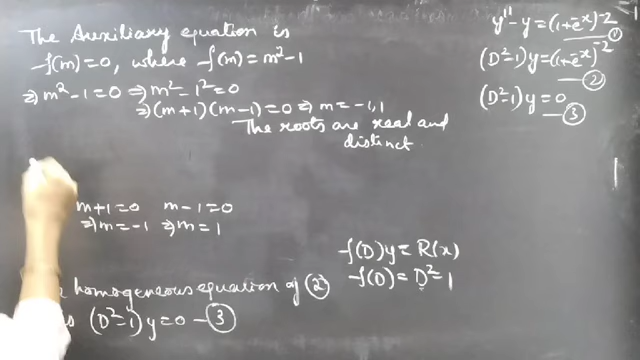 The Auxiliary equation is
f(m)=0, where f(m)=m²-1
⇒ m²-1=0 ⇒ m²-1²=0
⇒ (m+1)(m-1)=0 ⇒ m=-1,1
The roots are real and
distinct.
m+1=0 m-1=0
⇒ m=-1 ⇒ m=1
homogeneous equation of (2)
(D²-1)y=0 —(3)
f(D)y=R(x)
f(D)=D²-1
y''-y=(1+e^-x)^-2 —(1)
(D²-1)y=(1+e^-x)^-2 —(2)
(D²-1)y=0 —(3)